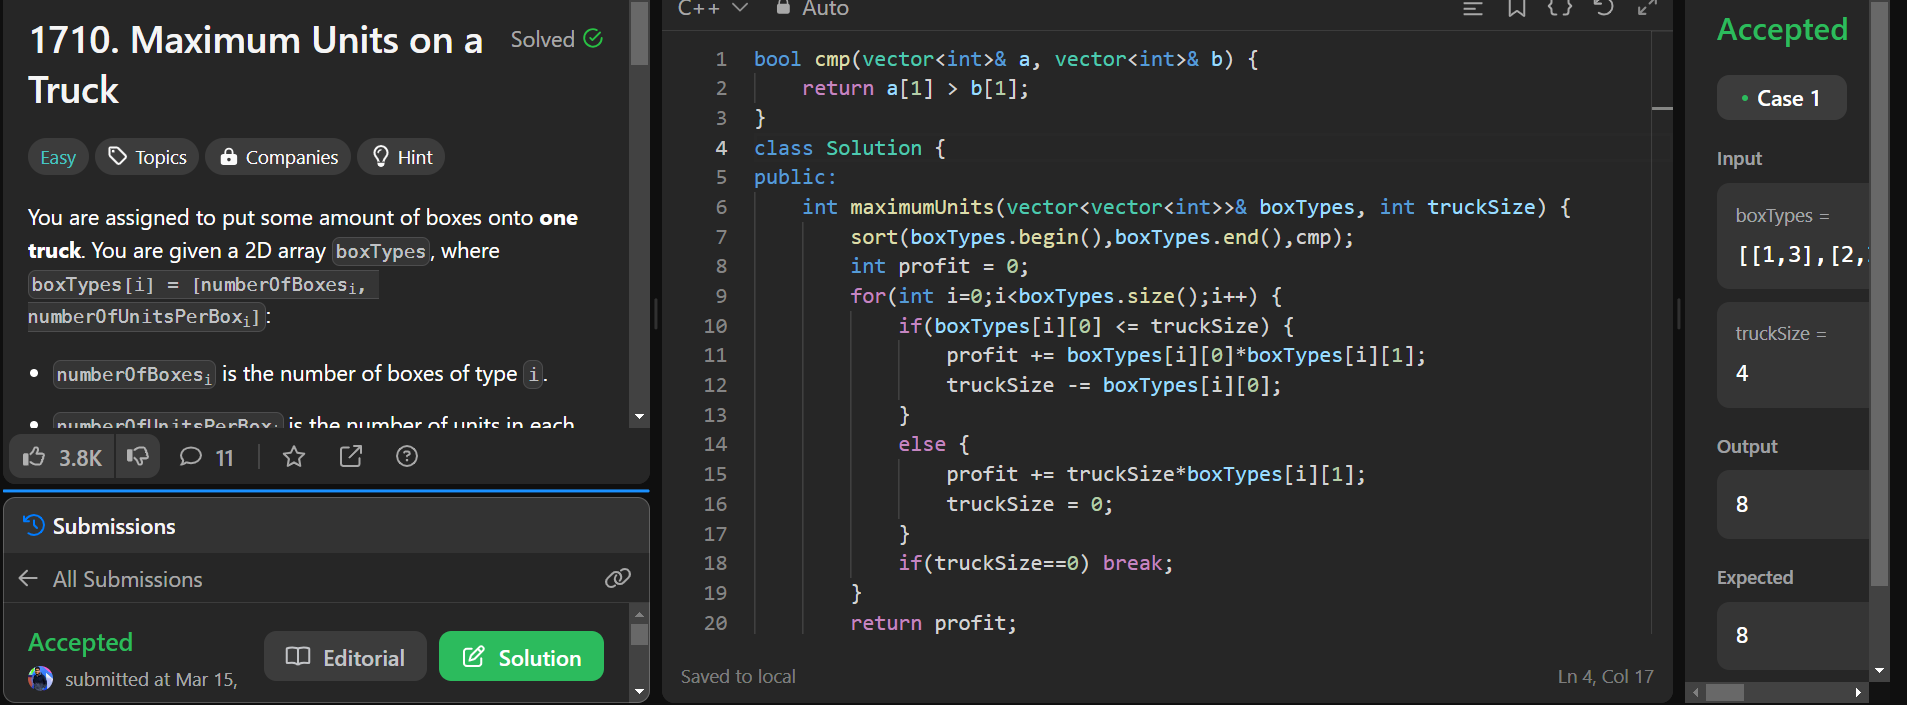 1710. Maximum Units on a
Truck
Solved
Easy
Topics
Companies
Hint
You are assigned to put some amount of boxes onto one
truck. You are given a 2D array boxTypes, where
boxTypes[i] = [numberOfBoxesi,
numberOfUnitsPerBoxi]:
• numberOfBoxesi is the number of boxes of type i.
• numberOfUnitsPerBoxi is the number of units in each
3.8K
11
Submissions
All Submissions
Accepted
submitted at Mar 15,
Editorial
Solution
C++
Auto
1 bool cmp(vector<int>& a, vector<int>& b) {
2     return a[1] > b[1];
3 }
4 class Solution {
5 public:
6     int maximumUnits(vector<vector<int>>& boxTypes, int truckSize) {
7         sort(boxTypes.begin(),boxTypes.end(),cmp);
8         int profit = 0;
9         for(int i=0;i<boxTypes.size();i++) {
10             if(boxTypes[i][0] <= truckSize) {
11                 profit += boxTypes[i][0]*boxTypes[i][1];
12                 truckSize -= boxTypes[i][0];
13             }
14             else {
15                 profit += truckSize*boxTypes[i][1];
16                 truckSize = 0;
17             }
18             if(truckSize==0) break;
19         }
20         return profit;
Saved to local
Ln 4, Col 17
Accepted
• Case 1
Input
boxTypes =
[[1,3],[2,
truckSize =
4
Output
8
Expected
8